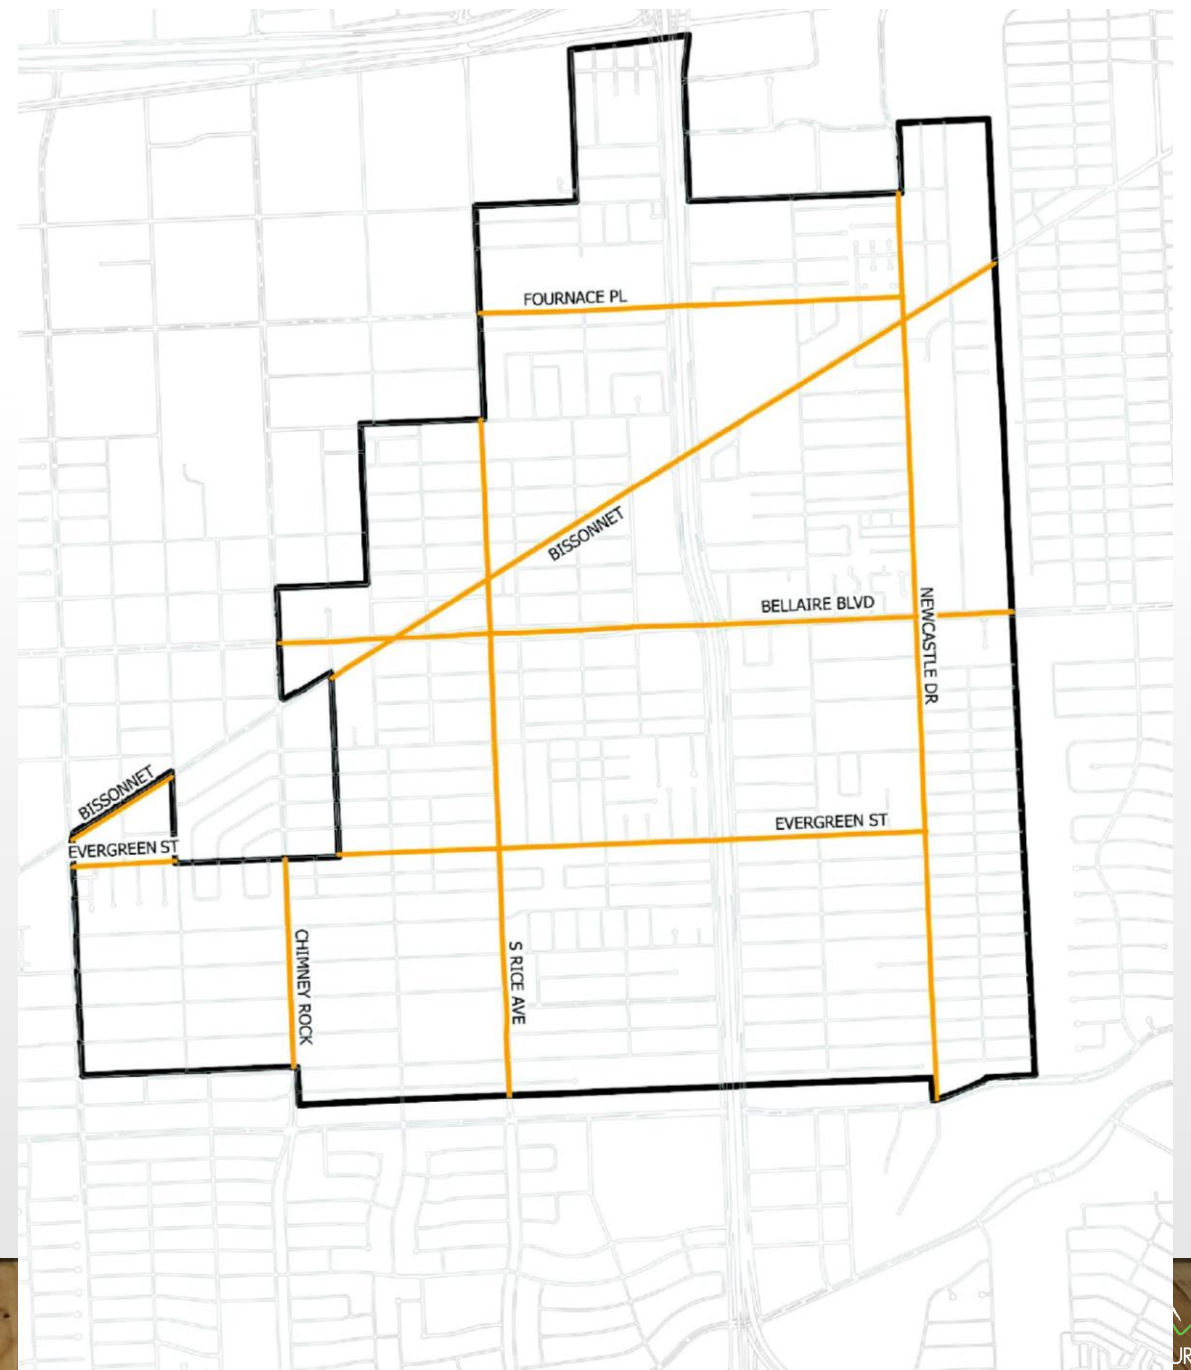 FOURNACE PL
BISSONNET
BELLAIRE BLVD
NEWCASTLE DR
BISSONNET
EVERGREEN ST
EVERGREEN ST
CHIMNEY ROCK
S RICE AVE